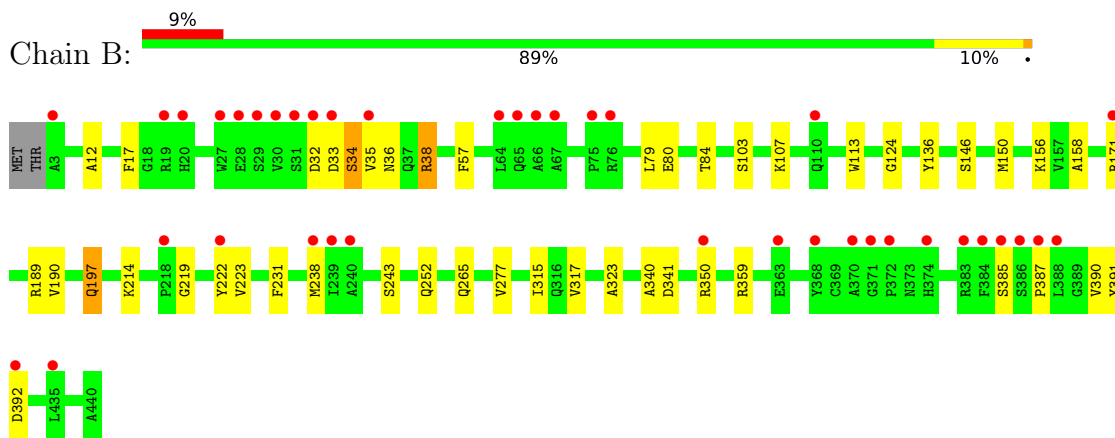 9%
Chain B:
89% 10% •
MET THR A3 A12 F17 G18 R19 H20 W27 E28 S29 V30 S31 D32 D33 S34 V35 N36 Q37 R38 F57 L64 Q65 A66 A67 P75 R76 L79 E80 T84 S103 K107 Q110 W113 G124 Y136 S146 M150 K156 V157 A158 R171
R189 V190 Q197 K214 P218 G219 Y222 V223 F231 M238 I239 A240 S243 Q252 Q265 V277 I315 Q316 V317 A323 A340 D341 R350 R359 E363 Y368 C369 A370 G371 P372 N373 H374 R383 F384 S385 S386 P387 L388 G389 V390 Y391
D392 L435 A440